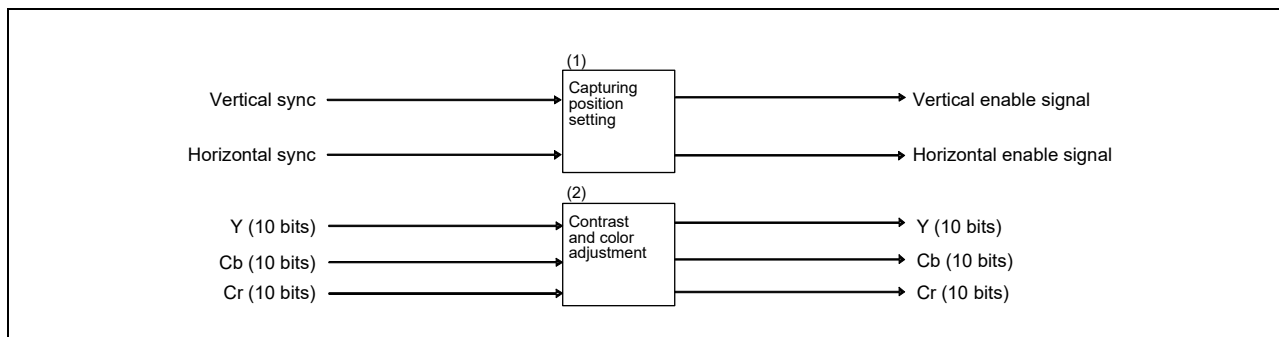 (1)
Vertical sync
Capturing
position
setting
Vertical enable signal
Horizontal sync
Horizontal enable signal
(2)
Y (10 bits)
Contrast
and color
adjustment
Y (10 bits)
Cb (10 bits)
Cb (10 bits)
Cr (10 bits)
Cr (10 bits)